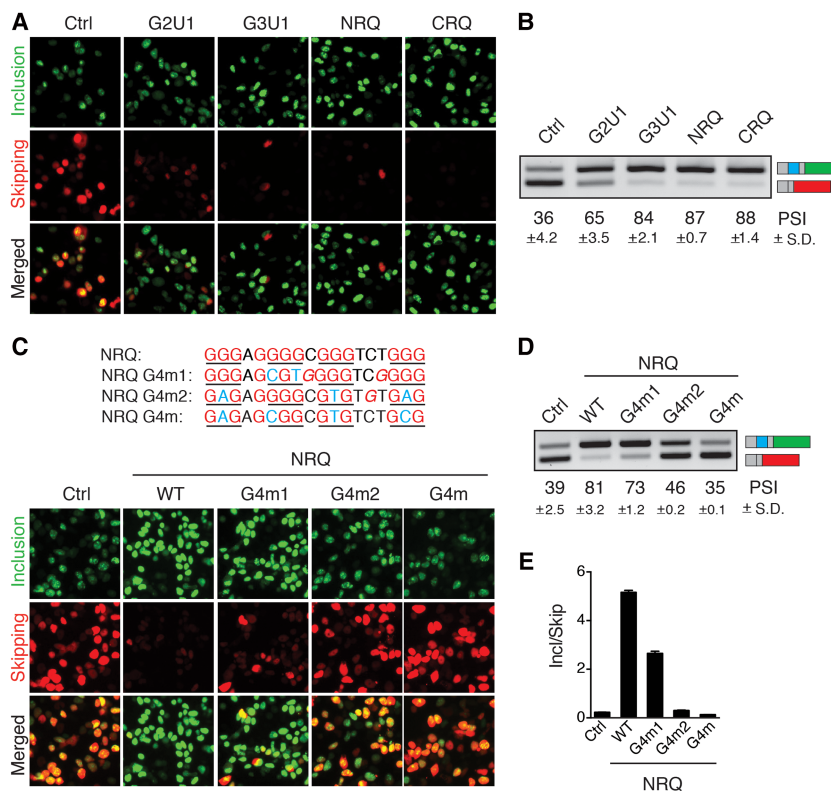 A
Ctrl G2U1 G3U1 NRQ CRQ
Inclusion
Skipping
Merged
B
Ctrl G2U1 G3U1 NRQ CRQ
36 65 84 87 88 PSI
±4.2 ±3.5 ±2.1 ±0.7 ±1.4 ± S.D.
C
NRQ: GGGAGGGGCGGGTCTGGG
NRQ G4m1: GGGAGCGTGGGGTCGGGG
NRQ G4m2: GAGAGGGGCGTGTGTGAG
NRQ G4m: GAGAGCGGCGTGTCTGCG
NRQ
Ctrl WT G4m1 G4m2 G4m
Inclusion
Skipping
Merged
D
NRQ
Ctrl WT G4m1 G4m2 G4m
39 81 73 46 35 PSI
±2.5 ±3.2 ±1.2 ±0.2 ±0.1 ± S.D.
E
Incl/Skip
6
4
2
0
Ctrl WT G4m1 G4m2 G4m
NRQ